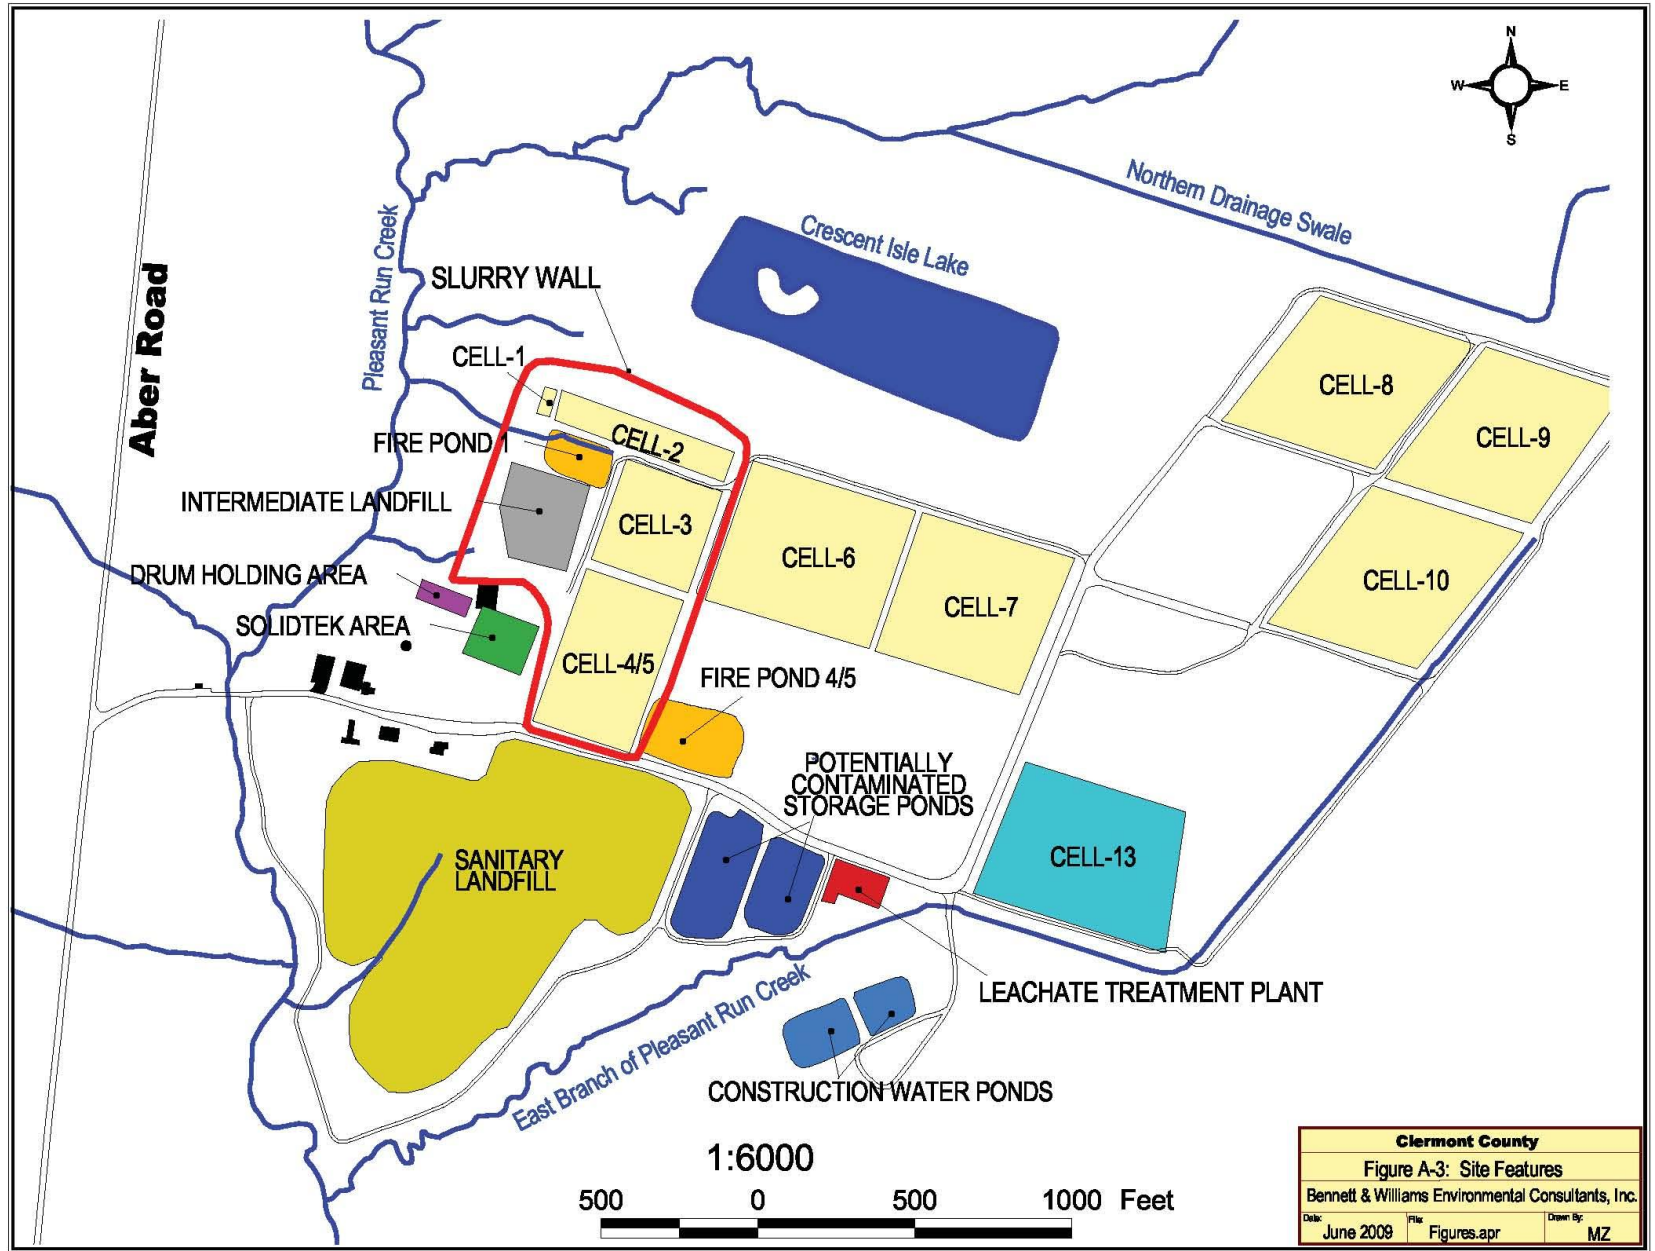 N
W E
S
Northern Drainage Swale
Crescent Isle Lake
Pleasant Run Creek
Aber Road
SLURRY WALL
CELL-1
CELL-8
CELL-9
FIRE POND 1
CELL-2
INTERMEDIATE LANDFILL
CELL-3
CELL-6
CELL-7
CELL-10
DRUM HOLDING AREA
SOLIDTEK AREA
CELL-4/5
FIRE POND 4/5
POTENTIALLY
CONTAMINATED
STORAGE PONDS
SANITARY
LANDFILL
CELL-13
LEACHATE TREATMENT PLANT
East Branch of Pleasant Run Creek
CONSTRUCTION WATER PONDS
1:6000
500 0 500 1000 Feet
Clermont County
Figure A-3: Site Features
Bennett & Williams Environmental Consultants, Inc.
Date: June 2009 File: Figures.apr Drawn By: MZ